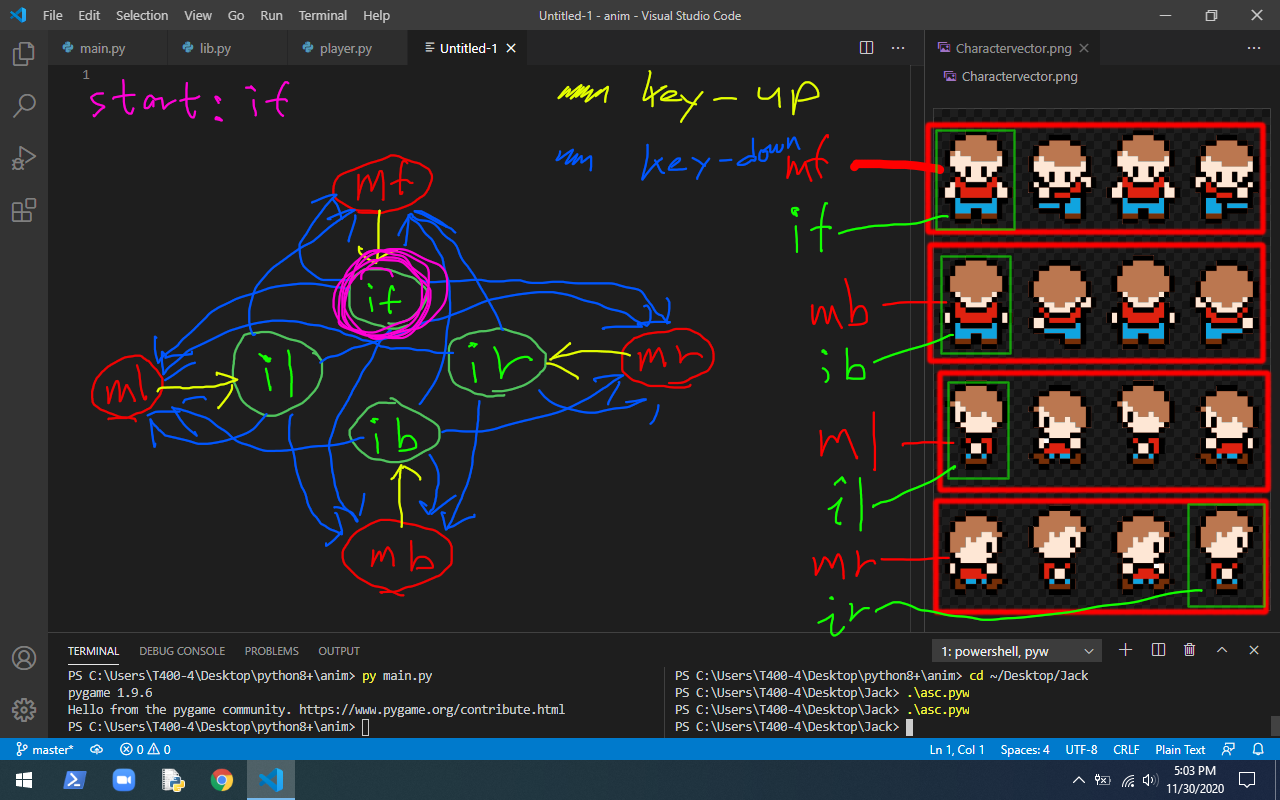 File Edit Selection View Go Run Terminal Help Untitled-1 - anim - Visual Studio Code
main.py lib.py player.py Untitled-1 Charactervector.png
Charactervector.png
1
start: if
key-up
key-down
mf
if
mb
ib
ml
il
mr
ir
mf
if
il
ir
ml
mr
ib
mb
TERMINAL DEBUG CONSOLE PROBLEMS OUTPUT 1: powershell, pyw
PS C:\Users\T400-4\Desktop\python8+\anim> py main.py
pygame 1.9.6
Hello from the pygame community. https://www.pygame.org/contribute.html
PS C:\Users\T400-4\Desktop\python8+\anim>
PS C:\Users\T400-4\Desktop\python8+\anim> cd ~/Desktop/Jack
PS C:\Users\T400-4\Desktop\Jack> .\asc.pyw
PS C:\Users\T400-4\Desktop\Jack> .\asc.pyw
PS C:\Users\T400-4\Desktop\Jack>
master* 0 0 Ln 1, Col 1 Spaces: 4 UTF-8 CRLF Plain Text
5:03 PM
11/30/2020